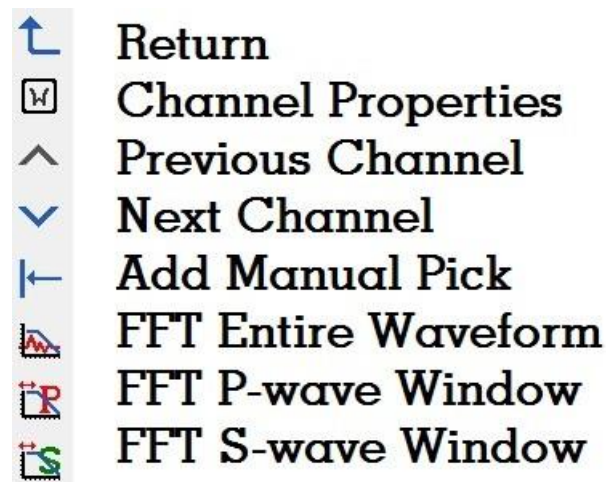 Return
W Channel Properties
Previous Channel
Next Channel
Add Manual Pick
FFT Entire Waveform
P FFT P-wave Window
S FFT S-wave Window